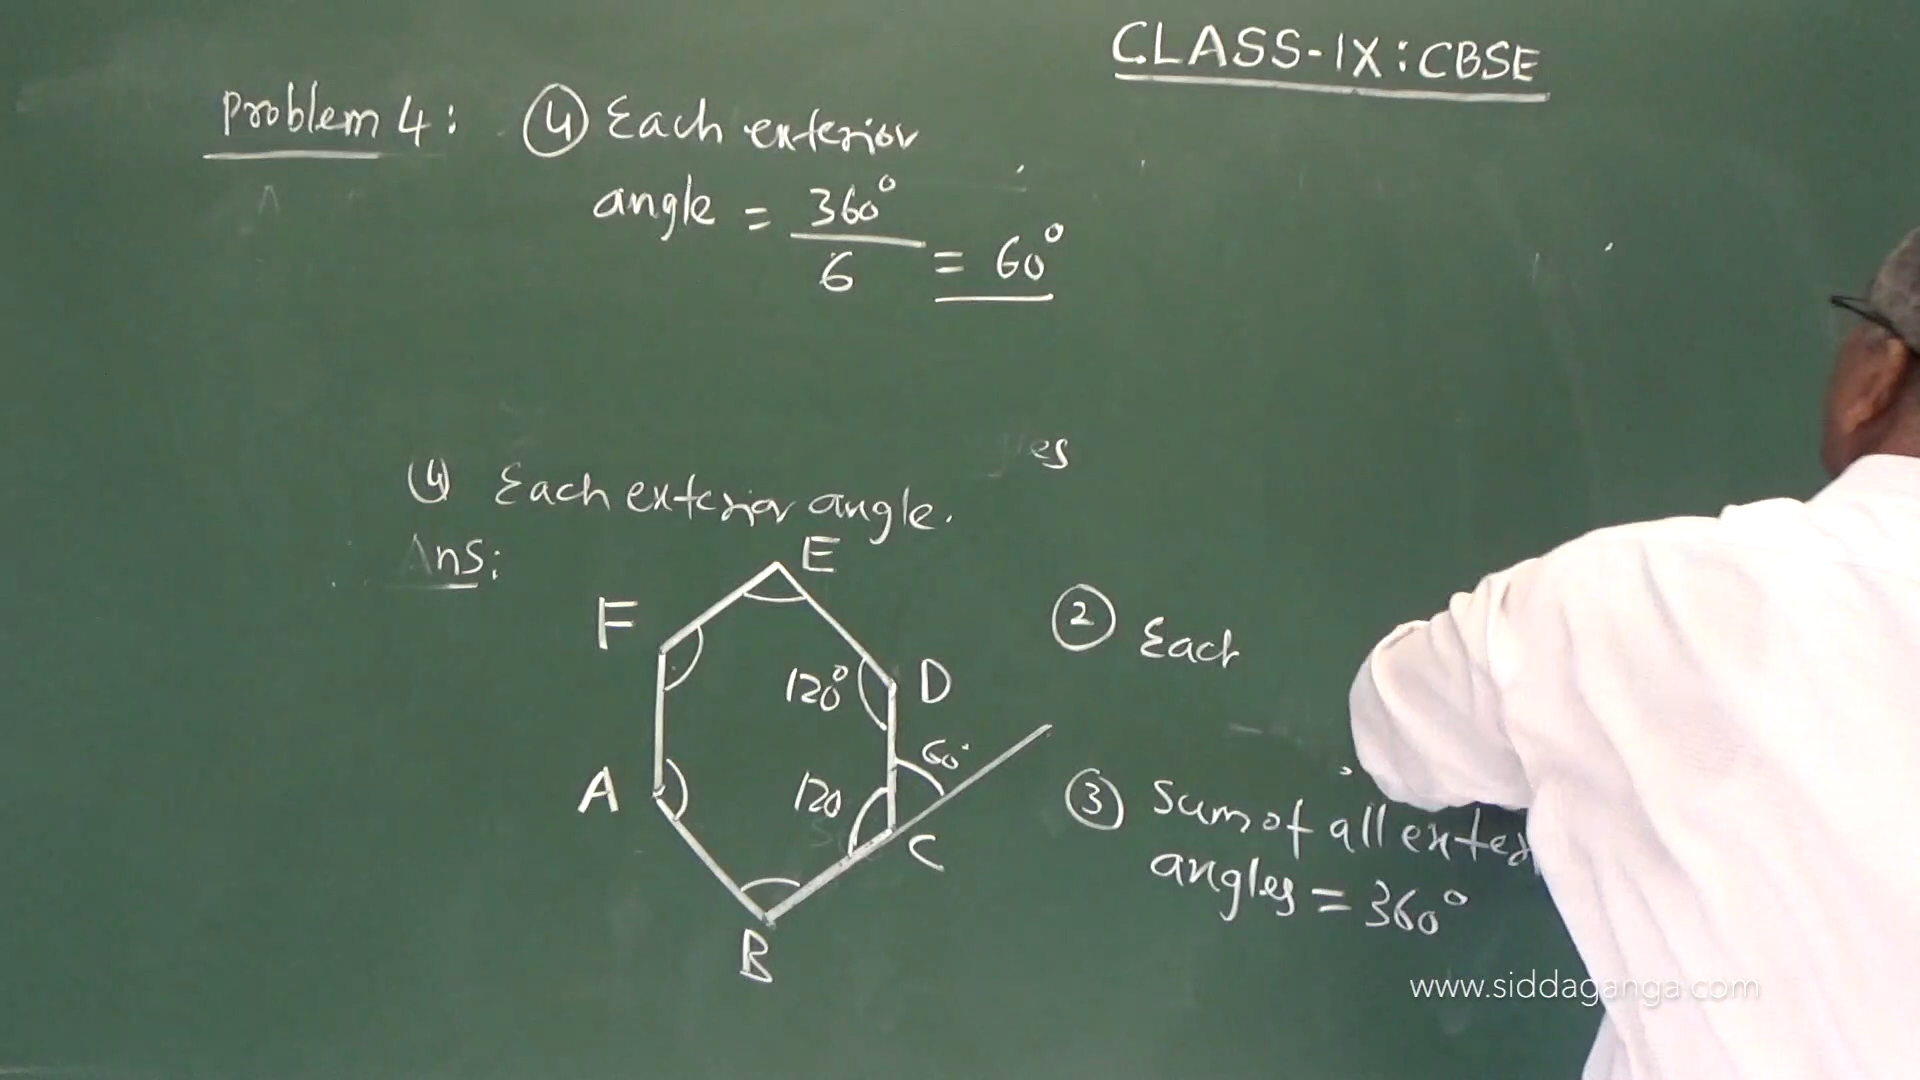 CLASS-IX: CBSE
Problem 4: ④ Each exterior
angle = 360° / 6 = 60°
es
(4) Each exterior angle.
Ans:
E
F
② Each
120° D
60°
A 120
C
③ Sum of all exte
angles = 360°
B
www.siddaganga.com